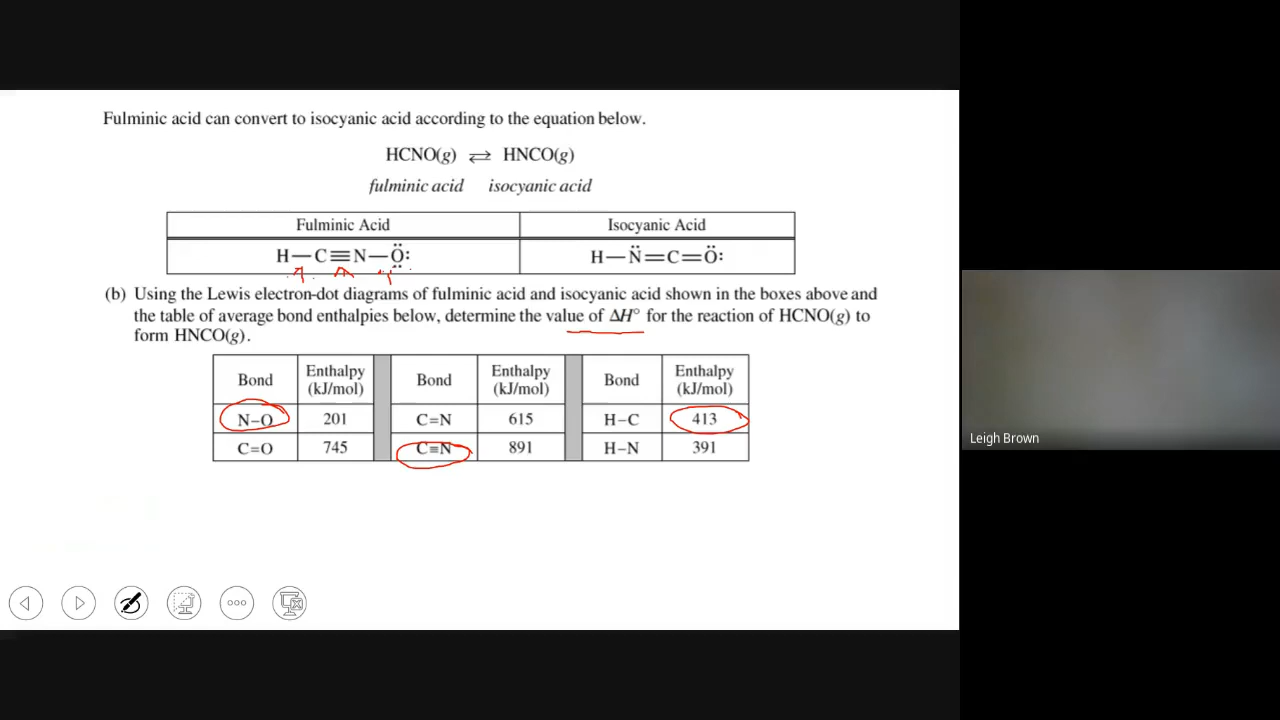 Fulminic acid can convert to isocyanic acid according to the equation below.
HCNO(g) ⇄ HNCO(g)
fulminic acid isocyanic acid
Fulminic Acid Isocyanic Acid
H—C≡N—Ö: H—N̈=C=Ö:
(b) Using the Lewis electron-dot diagrams of fulminic acid and isocyanic acid shown in the boxes above and
the table of average bond enthalpies below, determine the value of ΔH° for the reaction of HCNO(g) to
form HNCO(g).
Bond Enthalpy (kJ/mol) Bond Enthalpy (kJ/mol) Bond Enthalpy (kJ/mol)
N–O 201 C=N 615 H–C 413
C=O 745 C≡N 891 H–N 391
Leigh Brown